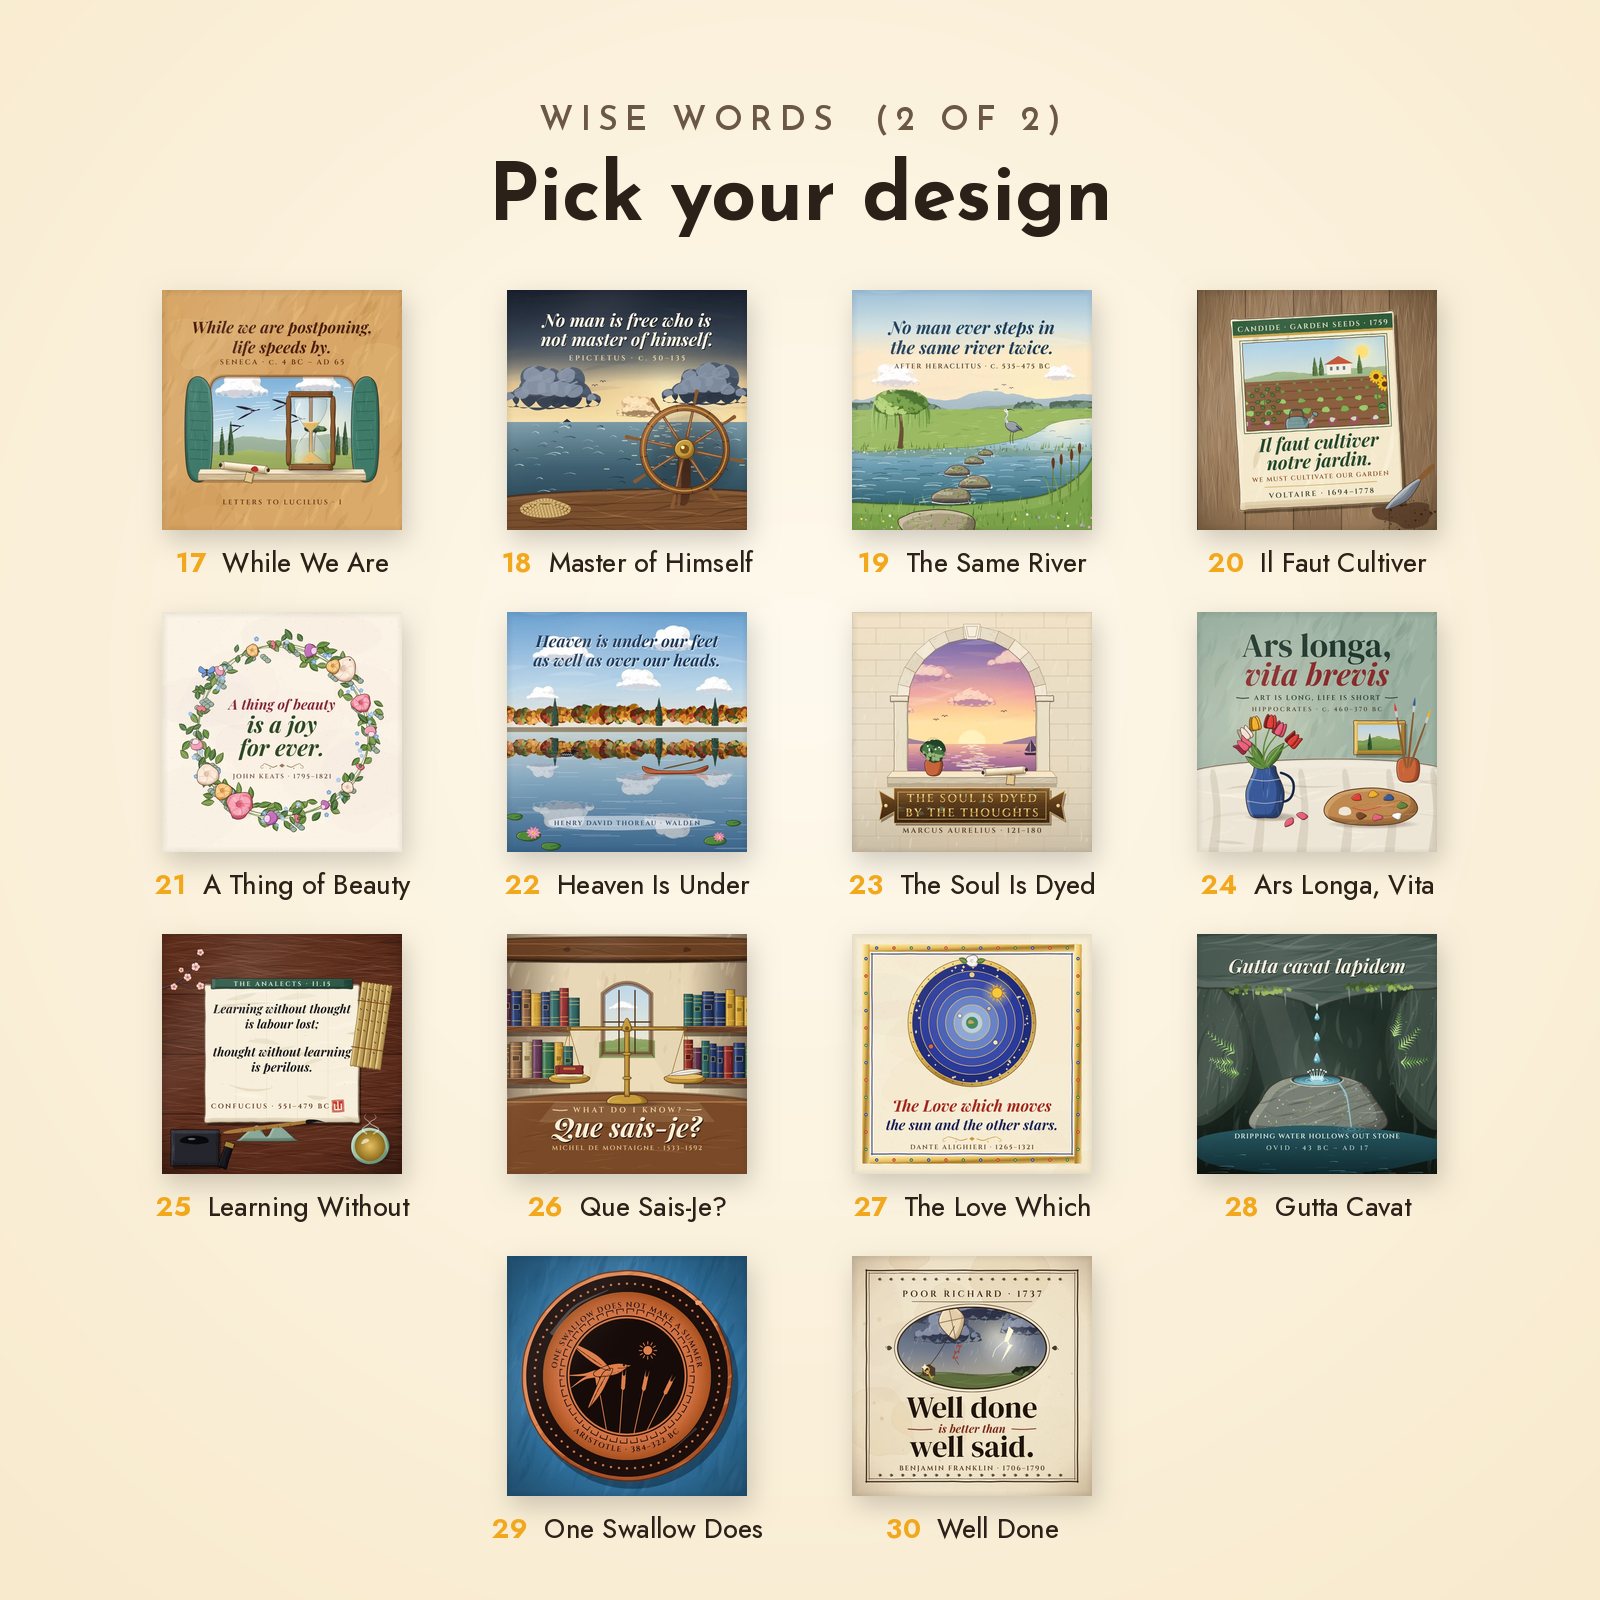 WISE WORDS (2 OF 2)
Pick your design
While we are postponing,
life speeds by.
SENECA · C. 4 BC – AD 65
LETTERS TO LUCILIUS · I
17 While We Are
No man is free who is
not master of himself.
EPICTETUS · C. 50–135
18 Master of Himself
No man ever steps in
the same river twice.
AFTER HERACLITUS · C. 535–475 BC
19 The Same River
CANDIDE · GARDEN SEEDS · 1759
Il faut cultiver
notre jardin.
WE MUST CULTIVATE OUR GARDEN
VOLTAIRE · 1694–1778
20 Il Faut Cultiver
A thing of beauty
is a joy
for ever.
JOHN KEATS · 1795–1821
21 A Thing of Beauty
Heaven is under our feet
as well as over our heads.
HENRY DAVID THOREAU · WALDEN
22 Heaven Is Under
THE SOUL IS DYED
BY THE THOUGHTS
MARCUS AURELIUS · 121–180
23 The Soul Is Dyed
Ars longa,
vita brevis
ART IS LONG, LIFE IS SHORT
HIPPOCRATES · C. 460–370 BC
24 Ars Longa, Vita
THE ANALECTS · II.15
Learning without thought
is labour lost;
thought without learning
is perilous.
CONFUCIUS · 551–479 BC
25 Learning Without
WHAT DO I KNOW?
Que sais-je?
MICHEL DE MONTAIGNE · 1533–1592
26 Que Sais-Je?
The Love which moves
the sun and the other stars.
DANTE ALIGHIERI · 1265–1321
27 The Love Which
Gutta cavat lapidem
DRIPPING WATER HOLLOWS OUT STONE
OVID · 43 BC – AD 17
28 Gutta Cavat
ONE SWALLOW DOES NOT MAKE A SUMMER
ARISTOTLE · 384–322 BC
29 One Swallow Does
POOR RICHARD · 1737
Well done
is better than
well said.
BENJAMIN FRANKLIN · 1706–1790
30 Well Done